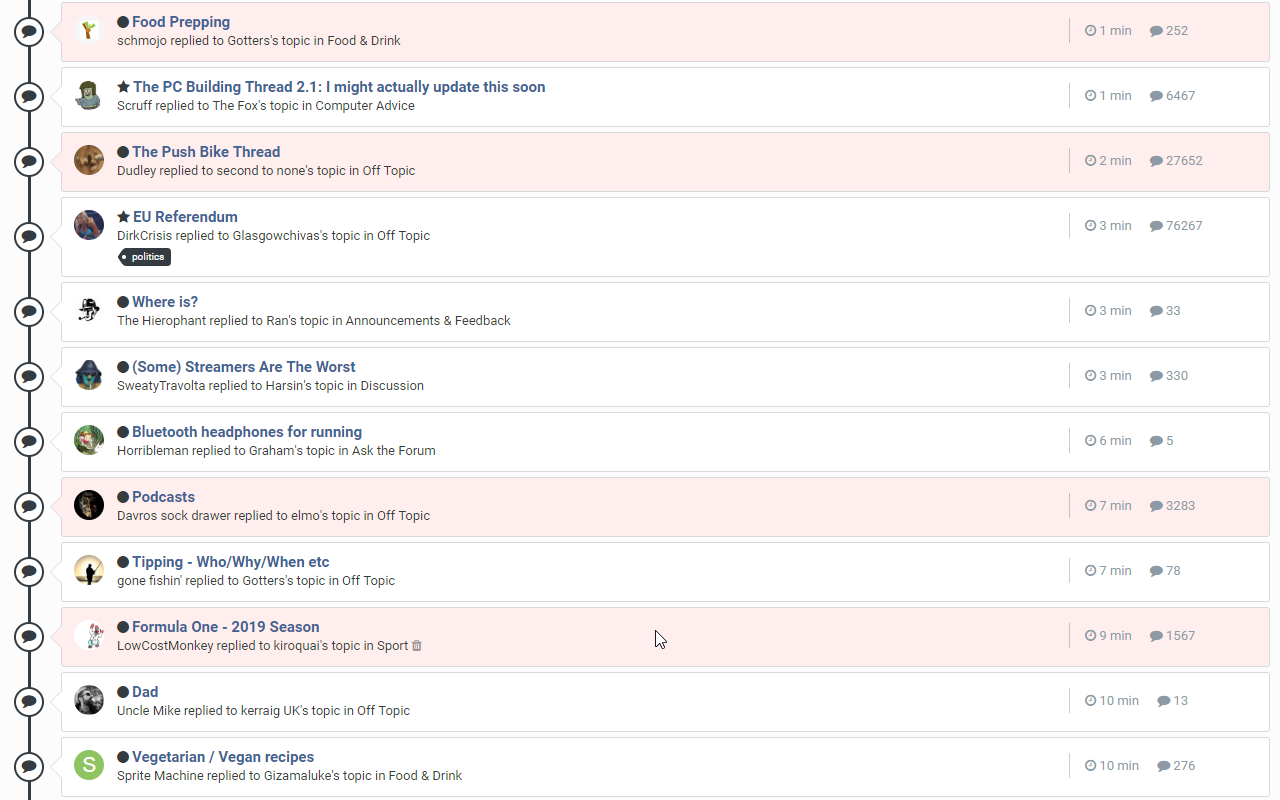 Food Prepping
schmojo replied to Gotters's topic in Food & Drink
1 min 252
The PC Building Thread 2.1: I might actually update this soon
Scruff replied to The Fox's topic in Computer Advice
1 min 6467
The Push Bike Thread
Dudley replied to second to none's topic in Off Topic
2 min 27652
EU Referendum
DirkCrisis replied to Glasgowchivas's topic in Off Topic
politics
3 min 76267
Where is?
The Hierophant replied to Ran's topic in Announcements & Feedback
3 min 33
(Some) Streamers Are The Worst
SweatyTravolta replied to Harsin's topic in Discussion
3 min 330
Bluetooth headphones for running
Horribleman replied to Graham's topic in Ask the Forum
6 min 5
Podcasts
Davros sock drawer replied to elmo's topic in Off Topic
7 min 3283
Tipping - Who/Why/When etc
gone fishin' replied to Gotters's topic in Off Topic
7 min 78
Formula One - 2019 Season
LowCostMonkey replied to kiroquai's topic in Sport
9 min 1567
Dad
Uncle Mike replied to kerraig UK's topic in Off Topic
10 min 13
S
Vegetarian / Vegan recipes
Sprite Machine replied to Gizamaluke's topic in Food & Drink
10 min 276